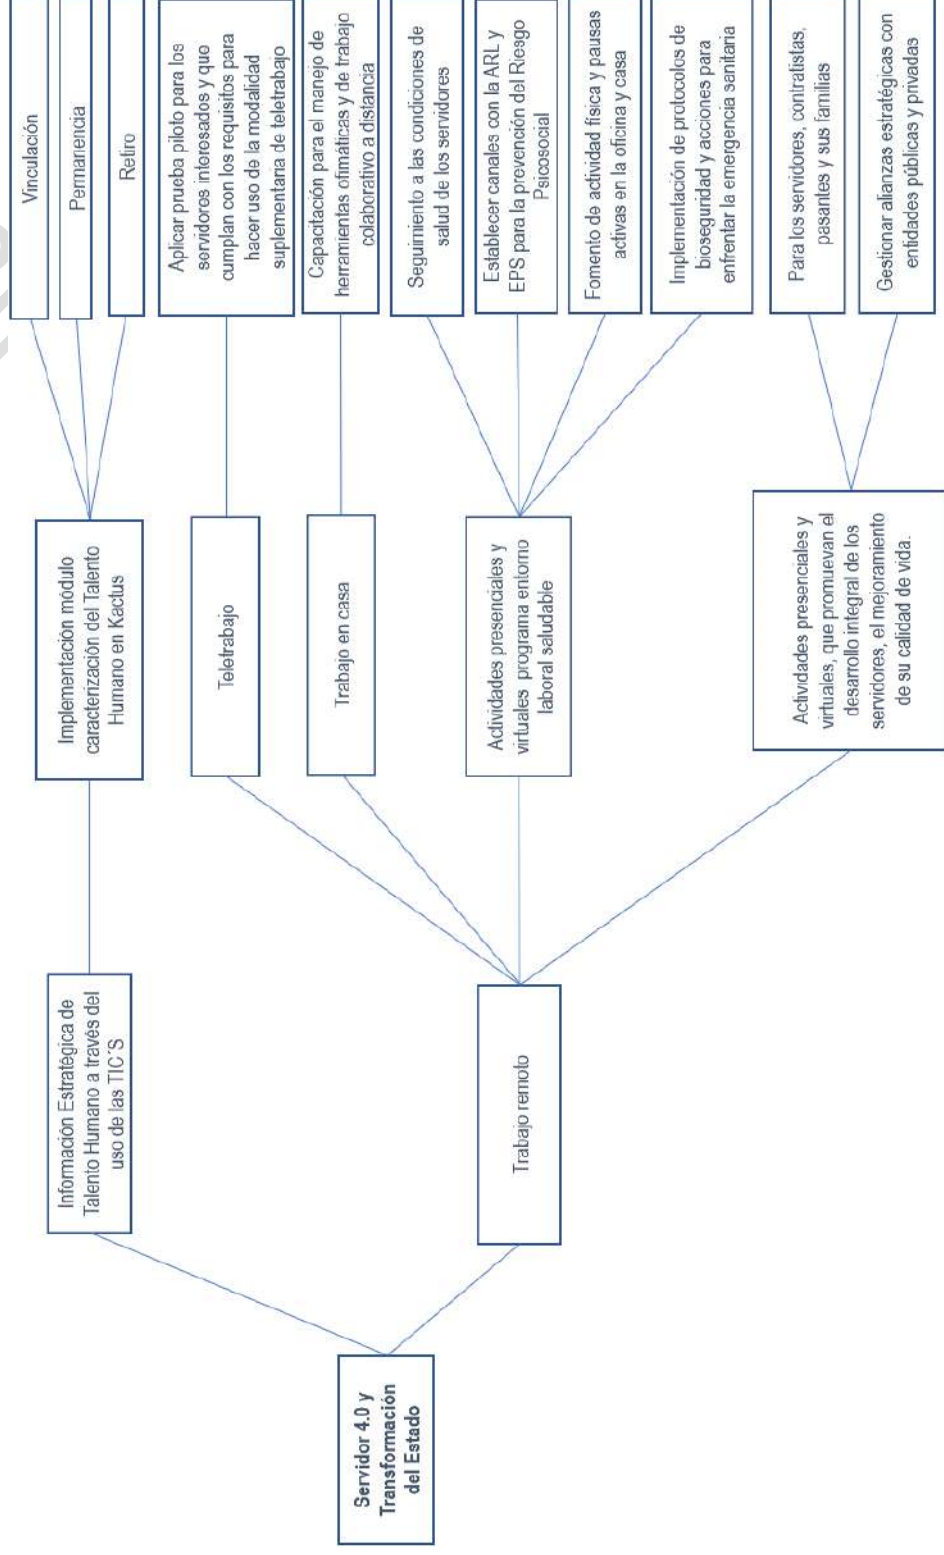 Servidor 4.0 y
Transformación
del Estado
Información Estratégica de
Talento Humano a través del
uso de las TIC´S
Trabajo remoto
Implementación módulo
caracterización del Talento
Humano en Kactus
Teletrabajo
Trabajo en casa
Actividades presenciales y
virtuales programa entorno
laboral saludable
Actividades presenciales y
virtuales, que promuevan el
desarrollo integral de los
servidores, el mejoramiento
de su calidad de vida.
Vinculación
Permanencia
Retiro
Aplicar prueba piloto para los
servidores interesados y que
cumplan con los requisitos para
hacer uso de la modalidad
suplementaria de teletrabajo
Capacitación para el manejo de
herramientas ofimáticas y de trabajo
colaborativo a distancia
Seguimiento a las condiciones de
salud de los servidores
Establecer canales con la ARL y
EPS para la prevención del Riesgo
Psicosocial
Fomento de actividad física y pausas
activas en la oficina y casa
Implementación de protocolos de
bioseguridad y acciones para
enfrentar la emergencia sanitaria
Para los servidores, contratistas,
pasantes y sus familias
Gestionar alianzas estratégicas con
entidades públicas y privadas